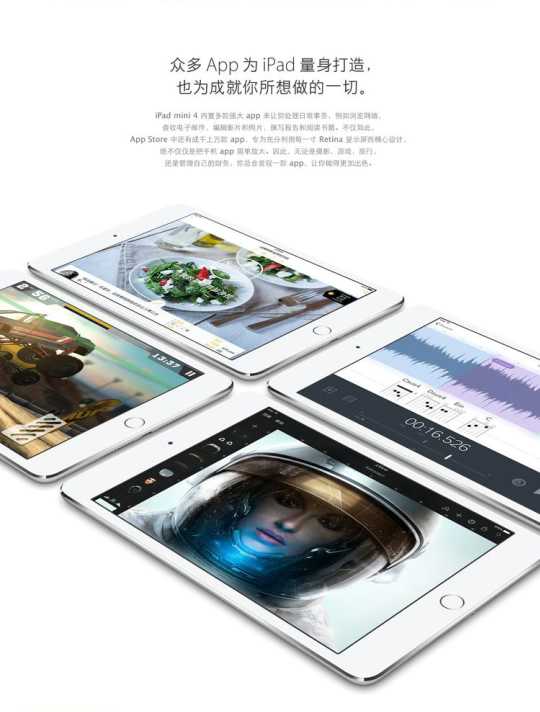 众多 App 为 iPad 量身打造，
也为成就你所想做的一切。
iPad mini 4 内置多款强大 app 来让你处理日常事务，例如浏览网络、
查收电子邮件、编辑影片和照片、撰写报告和阅读书籍。不仅如此，
App Store 中还有成千上万款 app，专为充分利用每一寸 Retina 显示屏而精心设计，
绝不仅仅是把手机 app 简单放大。因此，无论是摄影、游戏、旅行，
还是管理自己的财务，你总会发现一款 app，让你做得更加出色。
2 56
13:37
Csus4 Dsus4 Em C
00:16.526